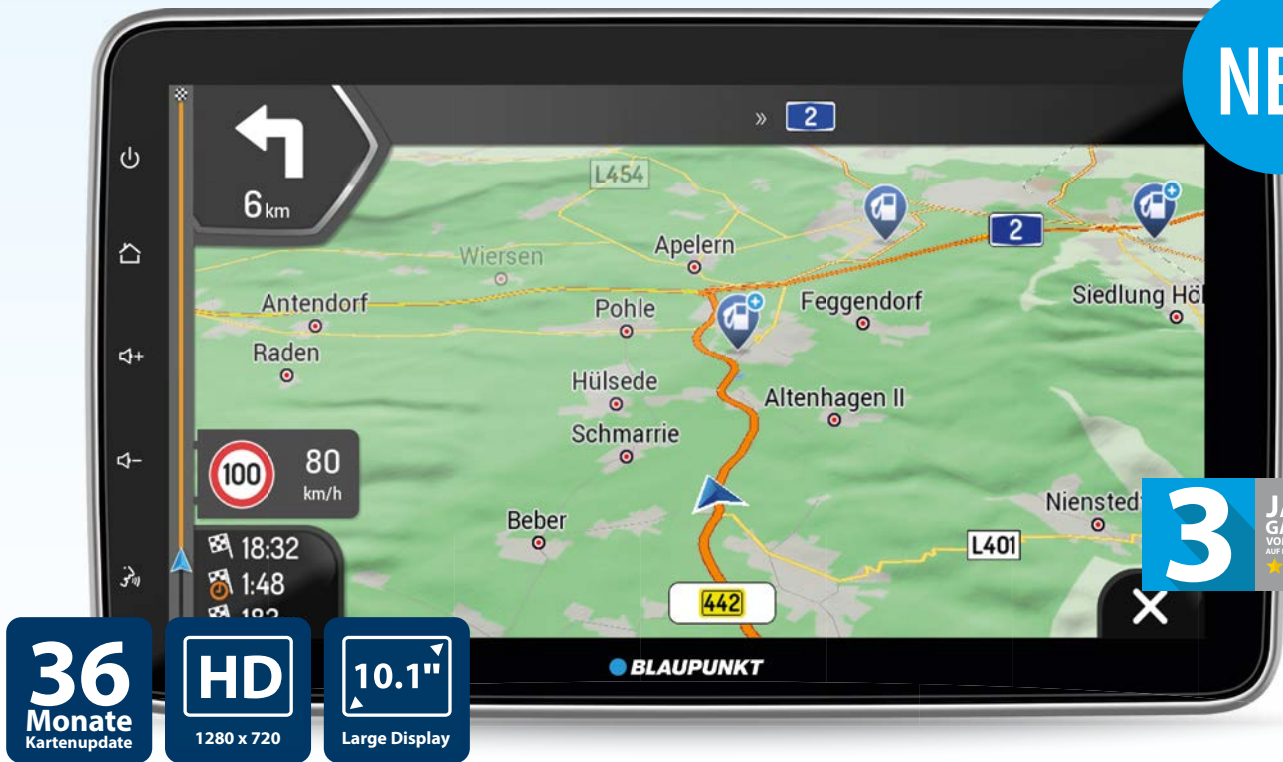 NE
2
L454
6 km
2
Apelern
Wiersen
Siedlung Hö
Antendorf
Pohle
Feggendorf
Raden
Hülsede
Altenhagen II
Schmarrie
100
80
km/h
Nienstedt
Beber
L401
3
18:32
1:48
442
BLAUPUNKT
36
Monate
Kartenupdate
HD
1280 x 720
10.1"
Large Display